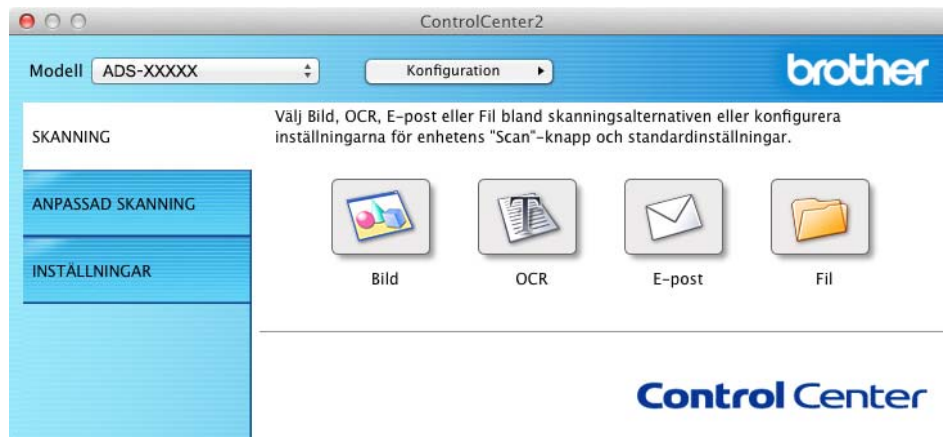 ControlCenter2
Modell ADS-XXXXX Konfiguration brother
SKANNING
Välj Bild, OCR, E-post eller Fil bland skanningsalternativen eller konfigurera
inställningarna för enhetens "Scan"-knapp och standardinställningar.
ANPASSAD SKANNING
INSTÄLLNINGAR
Bild OCR E-post Fil
Control Center